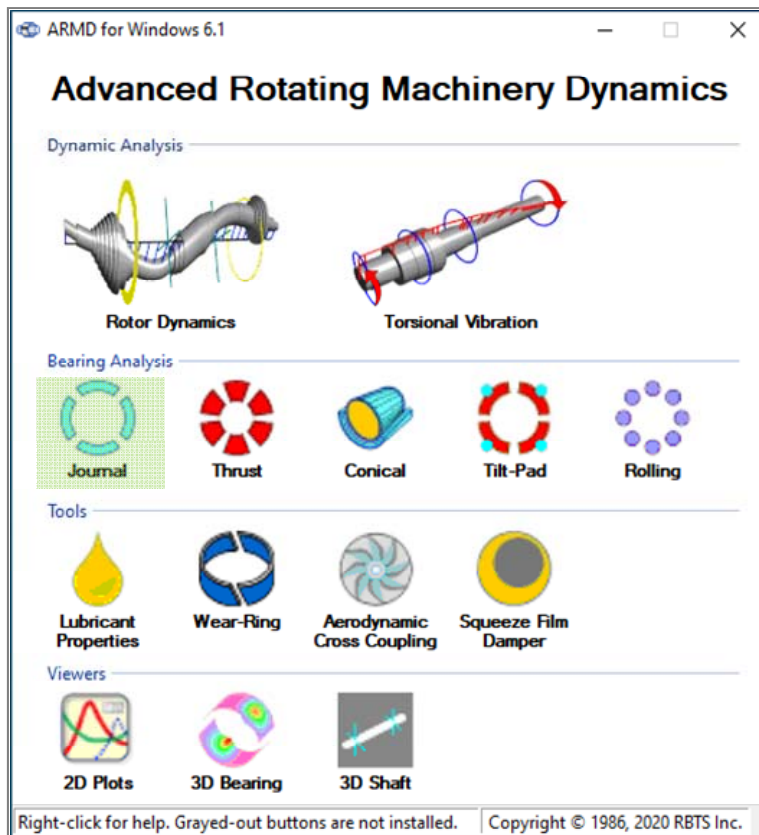 ARMD for Windows 6.1
Advanced Rotating Machinery Dynamics
Dynamic Analysis
Rotor Dynamics
Torsional Vibration
Bearing Analysis
Journal
Thrust
Conical
Tilt-Pad
Rolling
Tools
Lubricant
Properties
Wear-Ring
Aerodynamic
Cross Coupling
Squeeze Film
Damper
Viewers
2D Plots
3D Bearing
3D Shaft
Right-click for help. Grayed-out buttons are not installed.
Copyright © 1986, 2020 RBTS Inc.